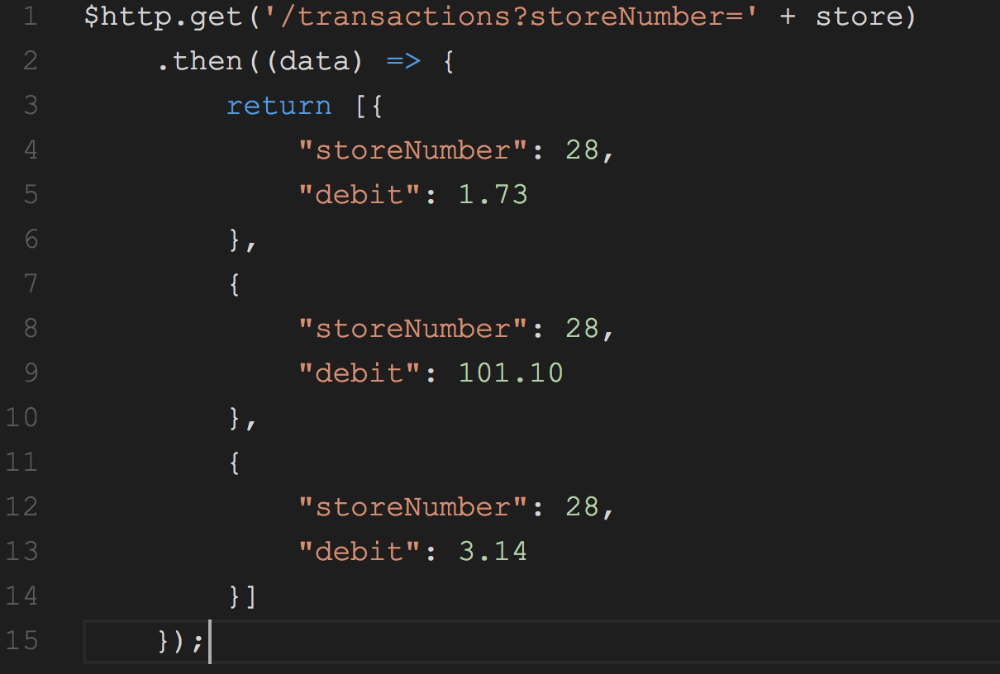 1 $http.get('/transactions?storeNumber=' + store)
2 .then((data) => {
3 return [{
4 "storeNumber": 28,
5 "debit": 1.73
6 },
7 {
8 "storeNumber": 28,
9 "debit": 101.10
10 },
11 {
12 "storeNumber": 28,
13 "debit": 3.14
14 }]
15 });